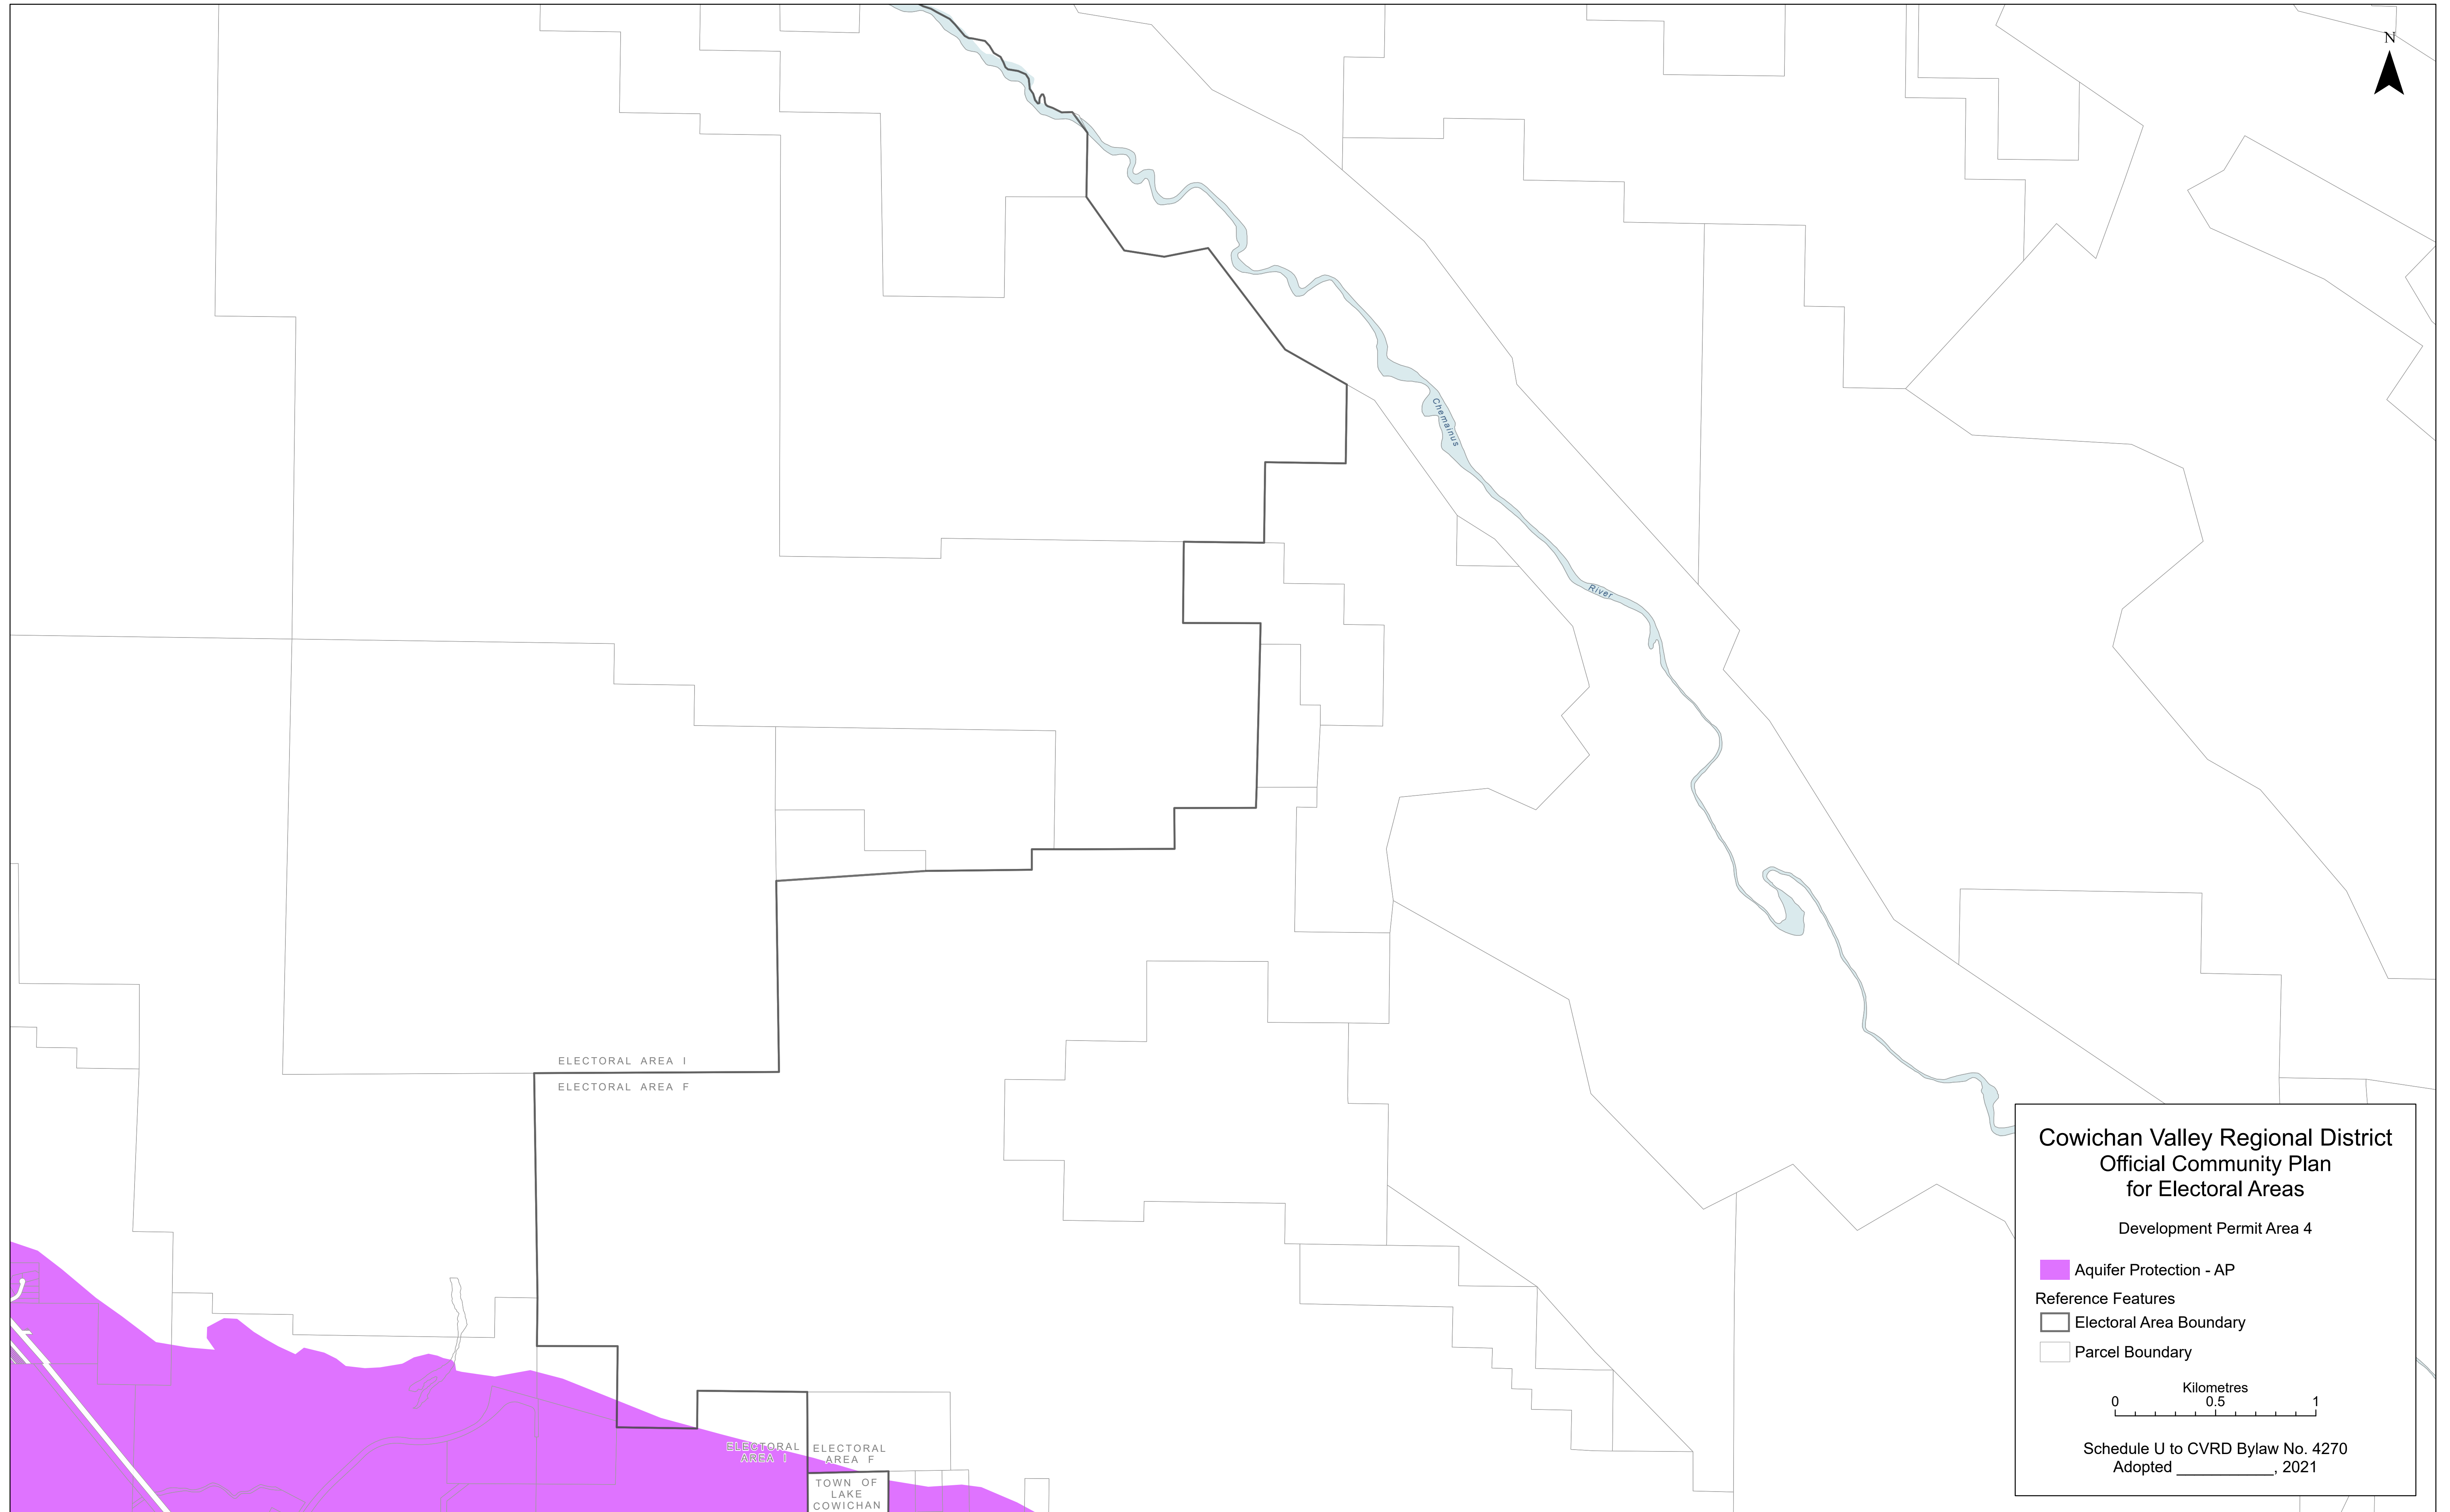 N
Chemainus
River
ELECTORAL AREA I
ELECTORAL AREA F
ELECTORAL
AREA I
ELECTORAL
AREA F
TOWN OF
LAKE
COWICHAN
Cowichan Valley Regional District
Official Community Plan
for Electoral Areas
Development Permit Area 4
Aquifer Protection - AP
Reference Features
Electoral Area Boundary
Parcel Boundary
Kilometres
0 0.5 1
Schedule U to CVRD Bylaw No. 4270
Adopted ___________, 2021